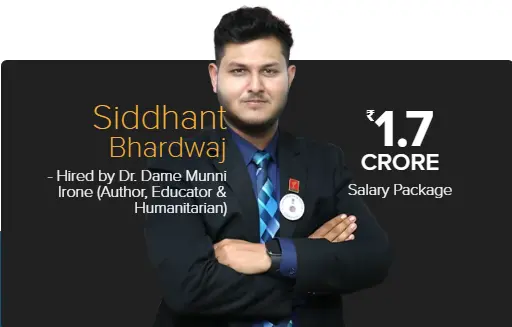 Siddhant
Bhardwaj
- Hired by Dr. Dame Munni
Irone (Author, Educator &
Humanitarian)
₹1.7
CRORE
Salary Package